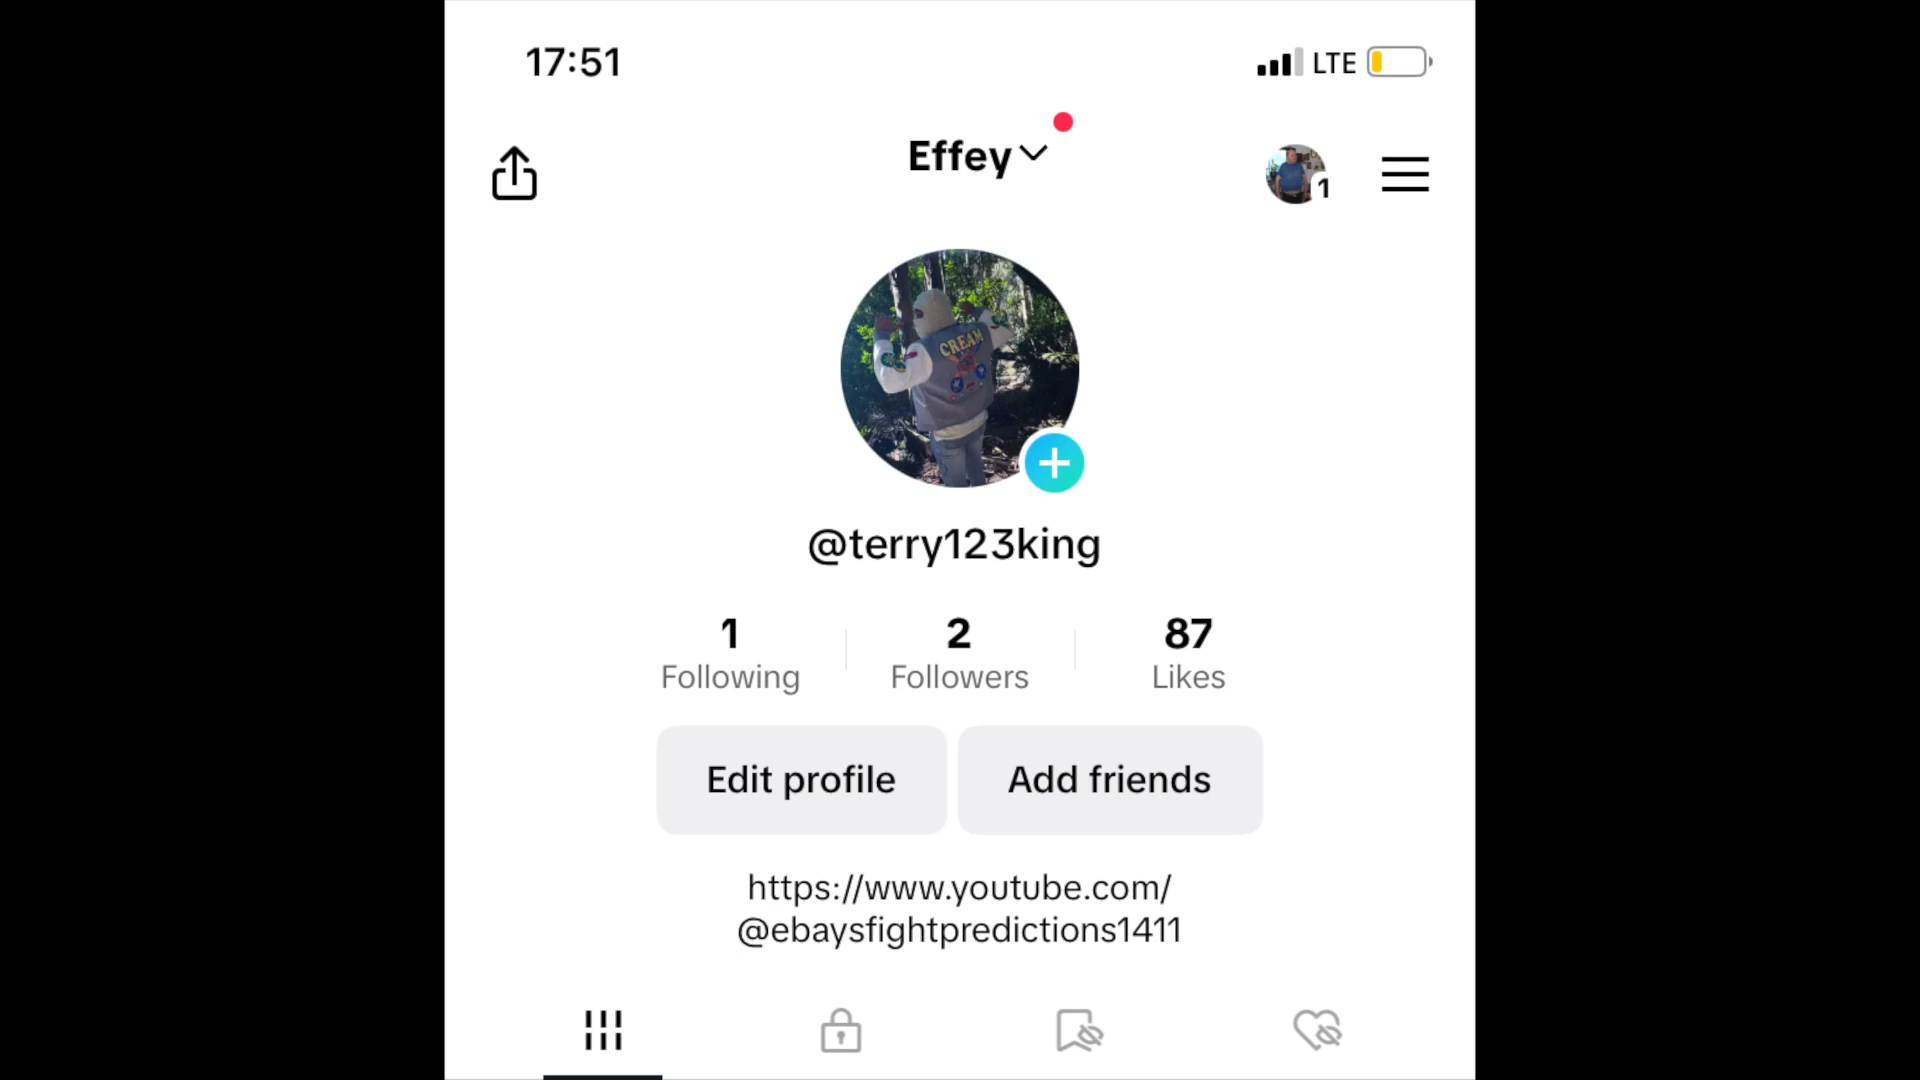 17:51
LTE
Effey
1
CREAM
@terry123king
1 2 87
Following Followers Likes
Edit profile Add friends
https://www.youtube.com/
@ebaysfightpredictions1411